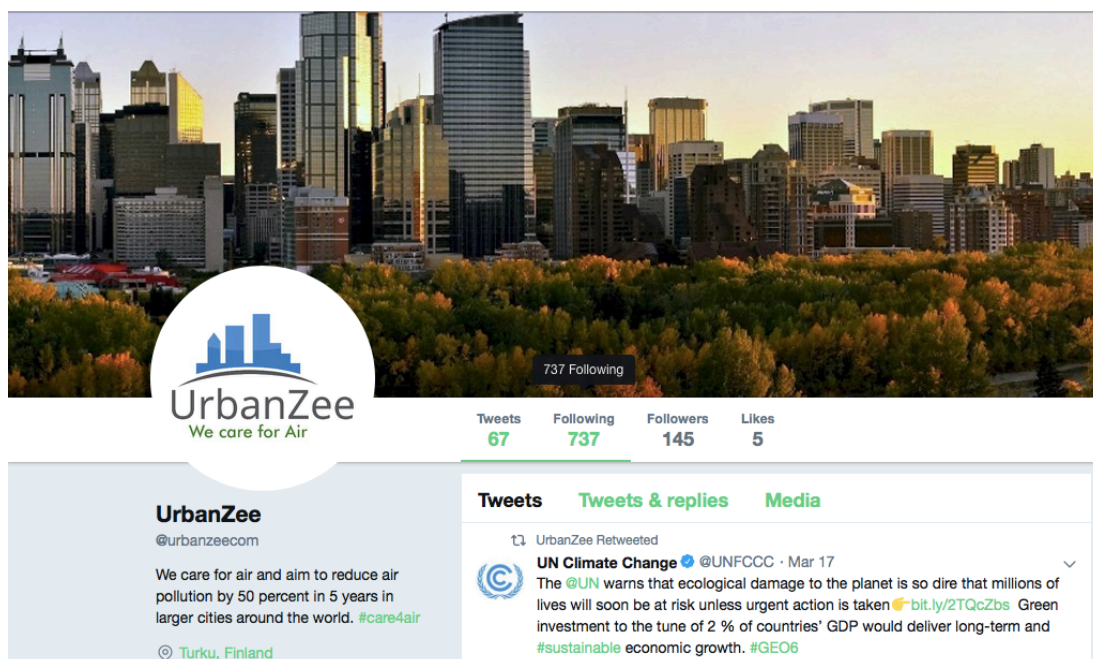 737 Following
UrbanZee
We care for Air
Tweets Following Followers Likes
67 737 145 5
UrbanZee
@urbanzeecom
We care for air and aim to reduce air
pollution by 50 percent in 5 years in
larger cities around the world. #care4air
Turku, Finland
Tweets Tweets & replies Media
UrbanZee Retweeted
UN Climate Change @UNFCCC · Mar 17
The @UN warns that ecological damage to the planet is so dire that millions of
lives will soon be at risk unless urgent action is taken👉bit.ly/2TQcZbs Green
investment to the tune of 2 % of countries' GDP would deliver long-term and
#sustainable economic growth. #GEO6